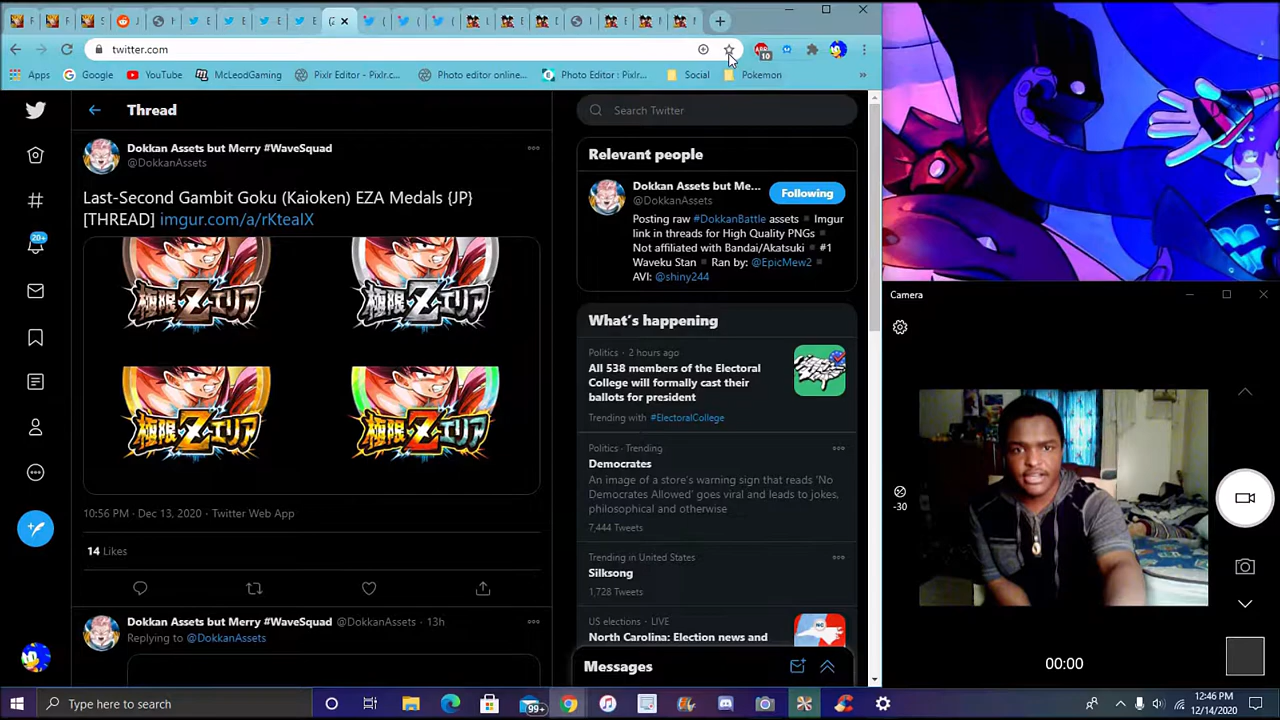 twitter.com
10
Apps
Google
YouTube
McLeodGaming
Pixlr Editor - Pixlr.c...
Photo editor online...
Photo Editor : Pixlr...
Social
Pokemon
»
Thread
Search Twitter
Dokkan Assets but Merry #WaveSquad
@DokkanAssets
Last-Second Gambit Goku (Kaioken) EZA Medals {JP}
[THREAD] imgur.com/a/rKteaIX
極限Zエリア
極限Zエリア
極限Zエリア
極限Zエリア
10:56 PM · Dec 13, 2020 · Twitter Web App
14 Likes
Dokkan Assets but Merry #WaveSquad @DokkanAssets · 13h
Replying to @DokkanAssets
20+
Relevant people
Dokkan Assets but Me...
@DokkanAssets
Following
Posting raw #DokkanBattle assets ▪ Imgur
link in threads for High Quality PNGs ▪
Not affiliated with Bandai/Akatsuki ▪ #1
Waveku Stan ▪ Ran by: @EpicMew2 ▪
AVI: @shiny244
What's happening
Politics · 2 hours ago
All 538 members of the Electoral
College will formally cast their
ballots for president
Trending with #ElectoralCollege
Politics · Trending
Democrates
An image of a store's warning sign that reads 'No
Democrates Allowed' goes viral and leads to jokes,
philosophical and otherwise
7,444 Tweets
Trending in United States
Silksong
1,728 Tweets
US elections · LIVE
North Carolina: Election news and
Messages
Camera
-30
00:00
Type here to search
99+
12:46 PM
12/14/2020